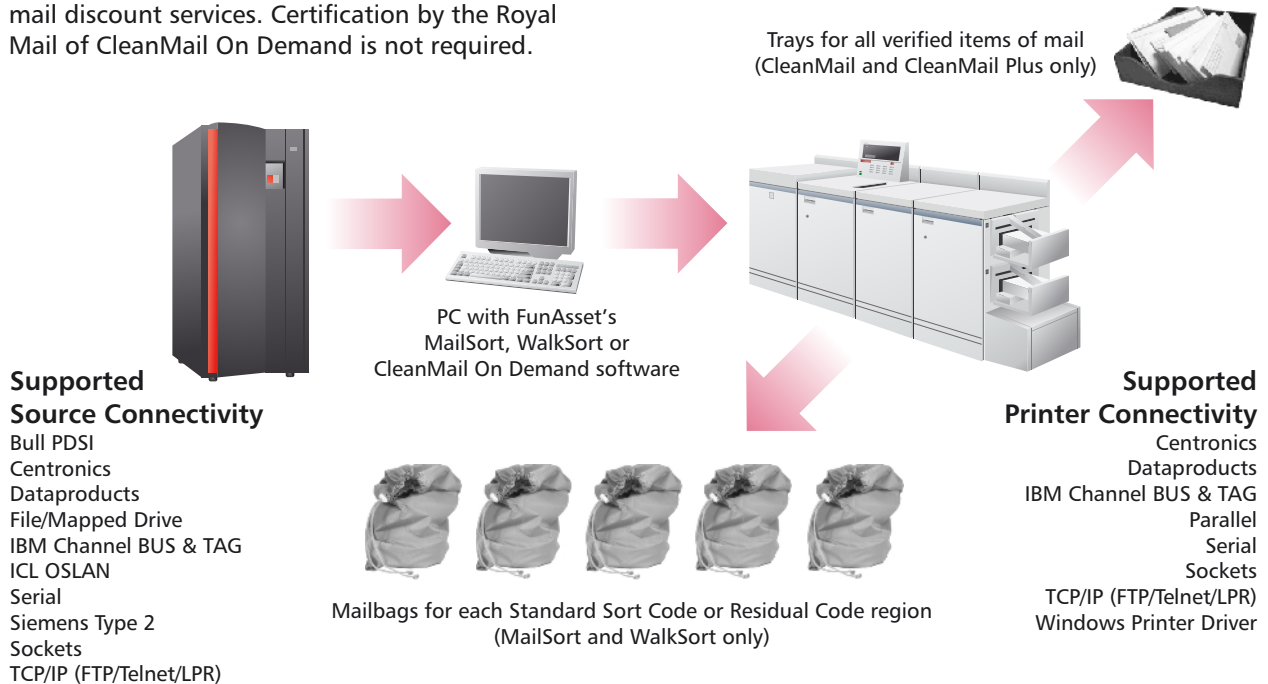 mail discount services. Certification by the Royal
Mail of CleanMail On Demand is not required.
Trays for all verified items of mail
(CleanMail and CleanMail Plus only)
PC with FunAsset's
MailSort, WalkSort or
CleanMail On Demand software
Supported
Source Connectivity
Bull PDSI
Centronics
Dataproducts
File/Mapped Drive
IBM Channel BUS & TAG
ICL OSLAN
Serial
Siemens Type 2
Sockets
TCP/IP (FTP/Telnet/LPR)
Mailbags for each Standard Sort Code or Residual Code region
(MailSort and WalkSort only)
Supported
Printer Connectivity
Centronics
Dataproducts
IBM Channel BUS & TAG
Parallel
Serial
Sockets
TCP/IP (FTP/Telnet/LPR)
Windows Printer Driver